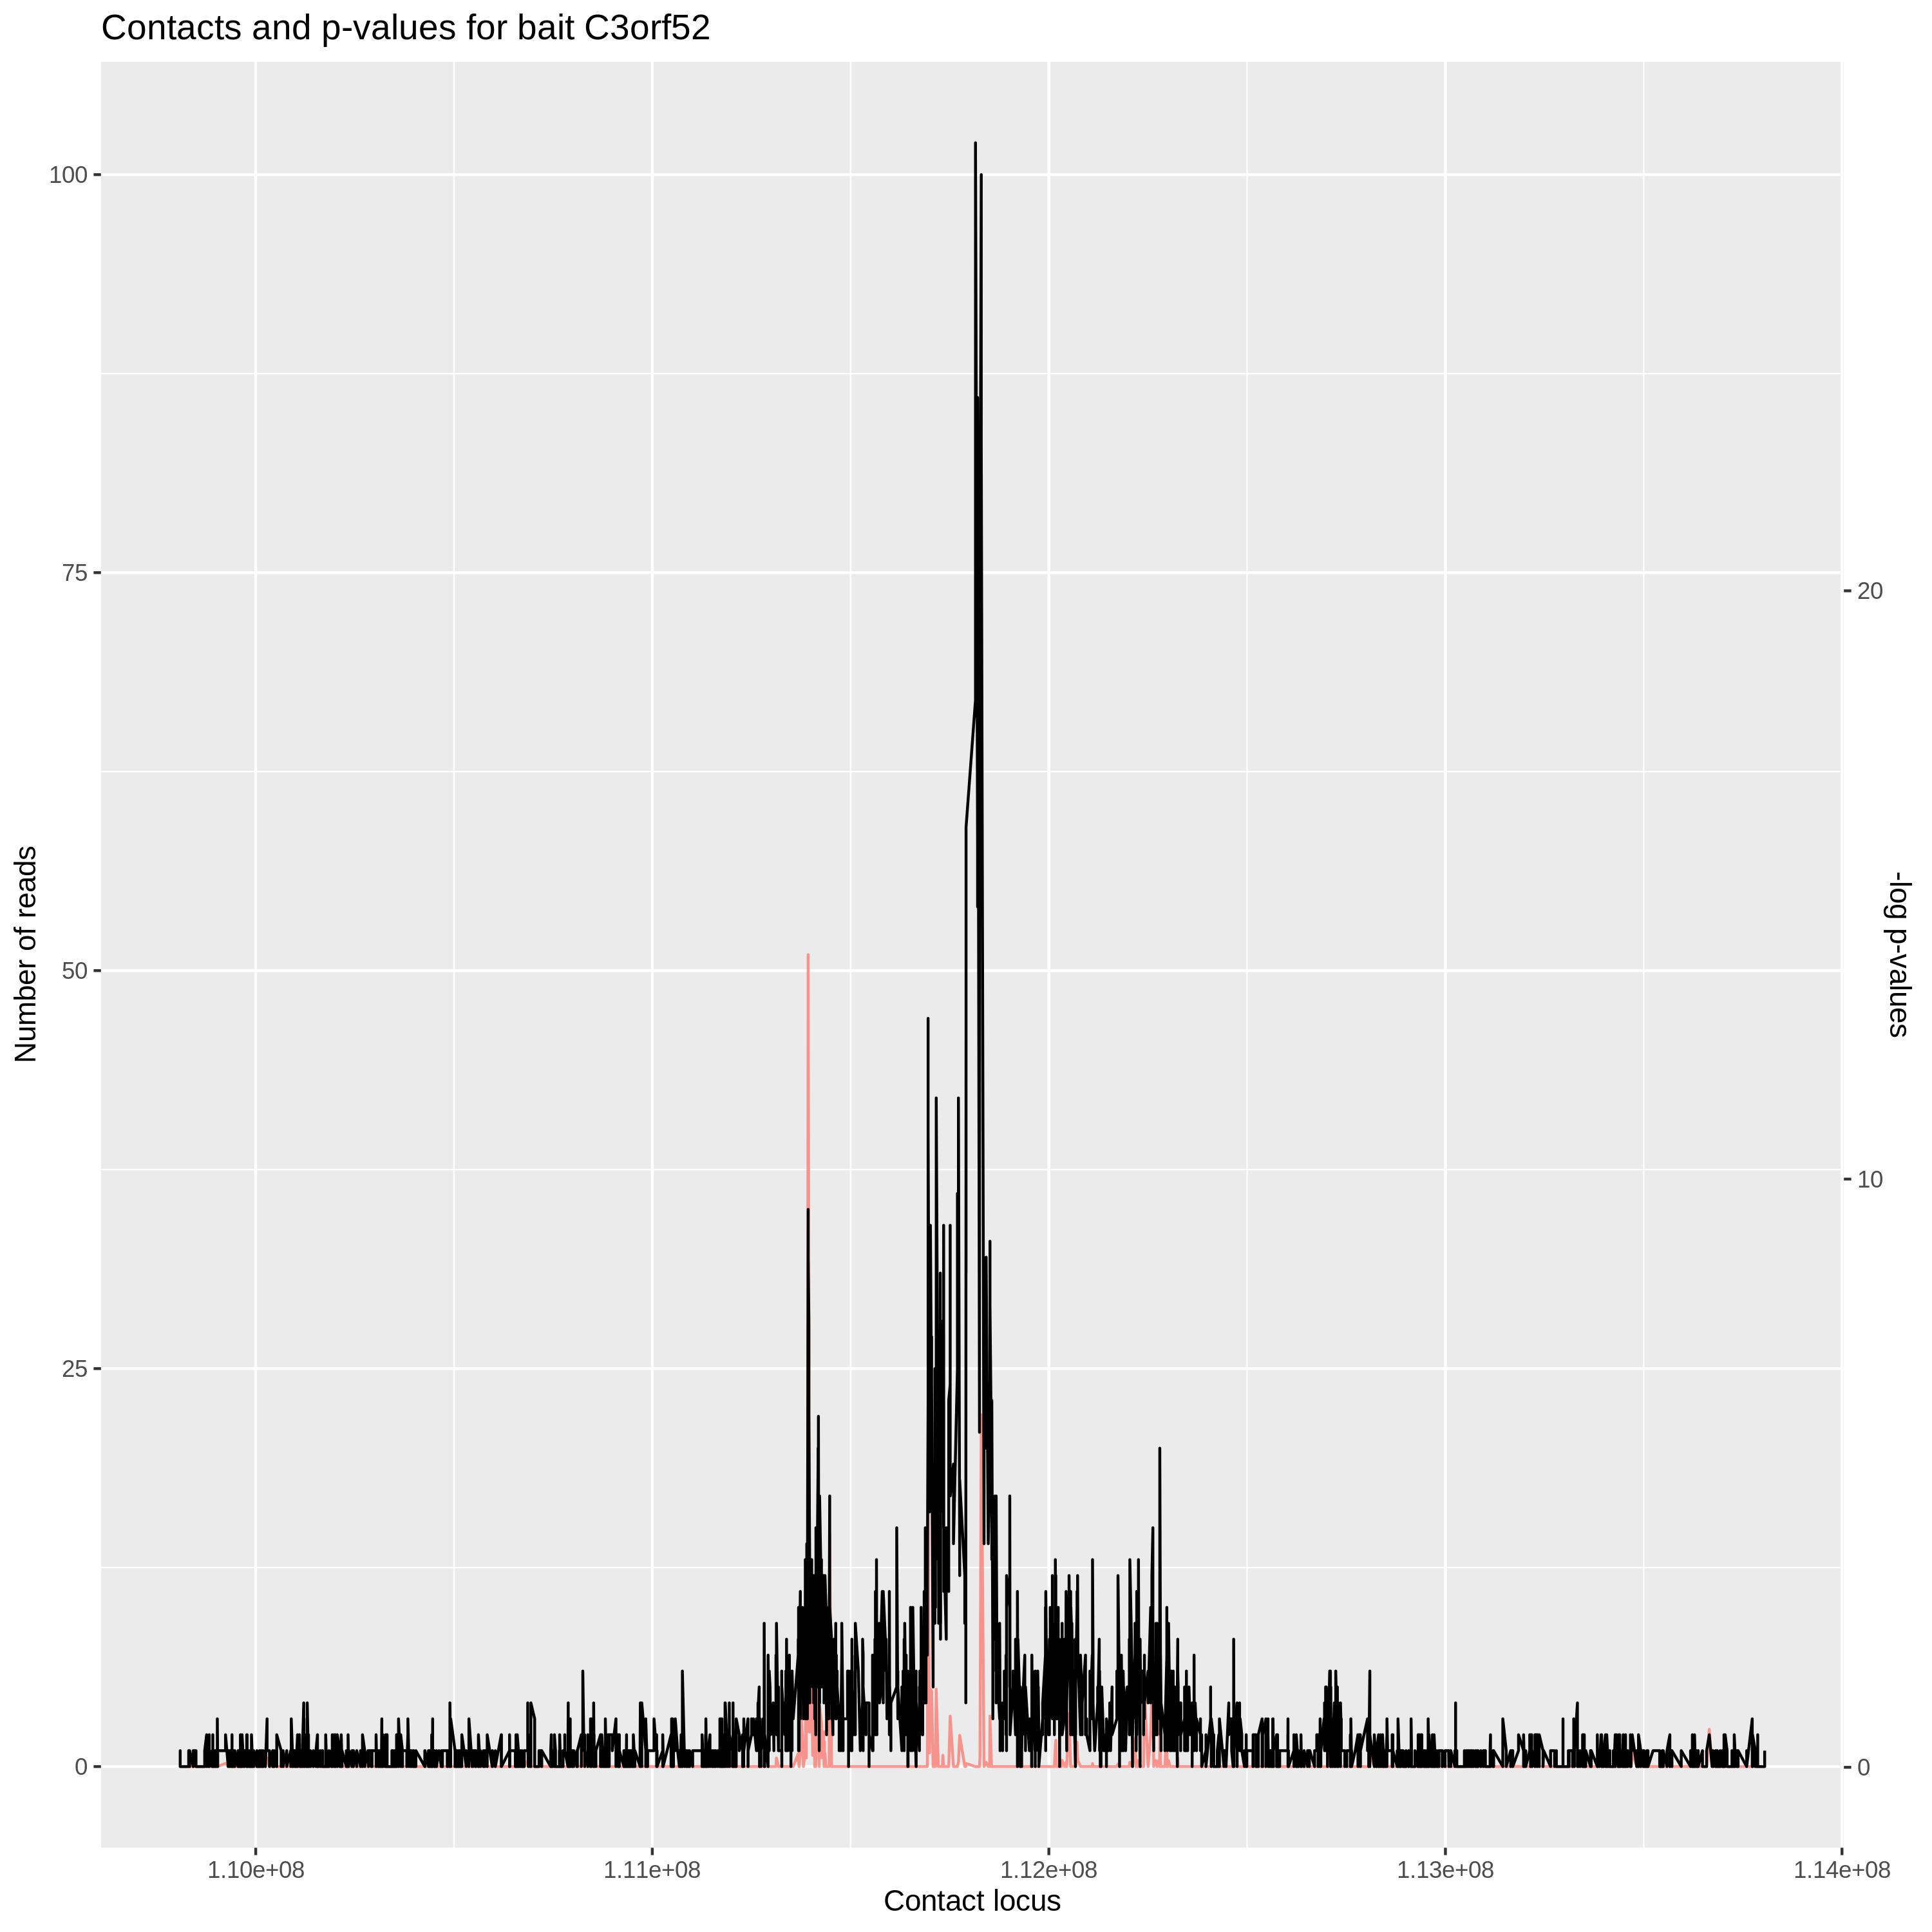 Contacts and p-values for bait C3orf52
100
75
50
25
0
20
10
0
Number of reads
-log p-values
1.10e+08 1.11e+08 1.12e+08 1.13e+08 1.14e+08
Contact locus